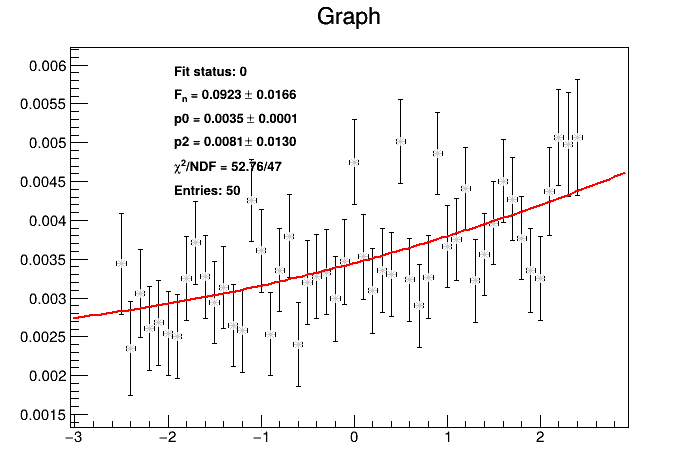 Graph
0.006
Fit status: 0
Fn = 0.0923 ± 0.0166
0.0055
p0 = 0.0035 ± 0.0001
0.005
p2 = 0.0081 ± 0.0130
χ²/NDF = 52.76/47
0.0045
Entries: 50
0.004
0.0035
0.003
0.0025
0.002
0.0015
−3 −2 −1 0 1 2